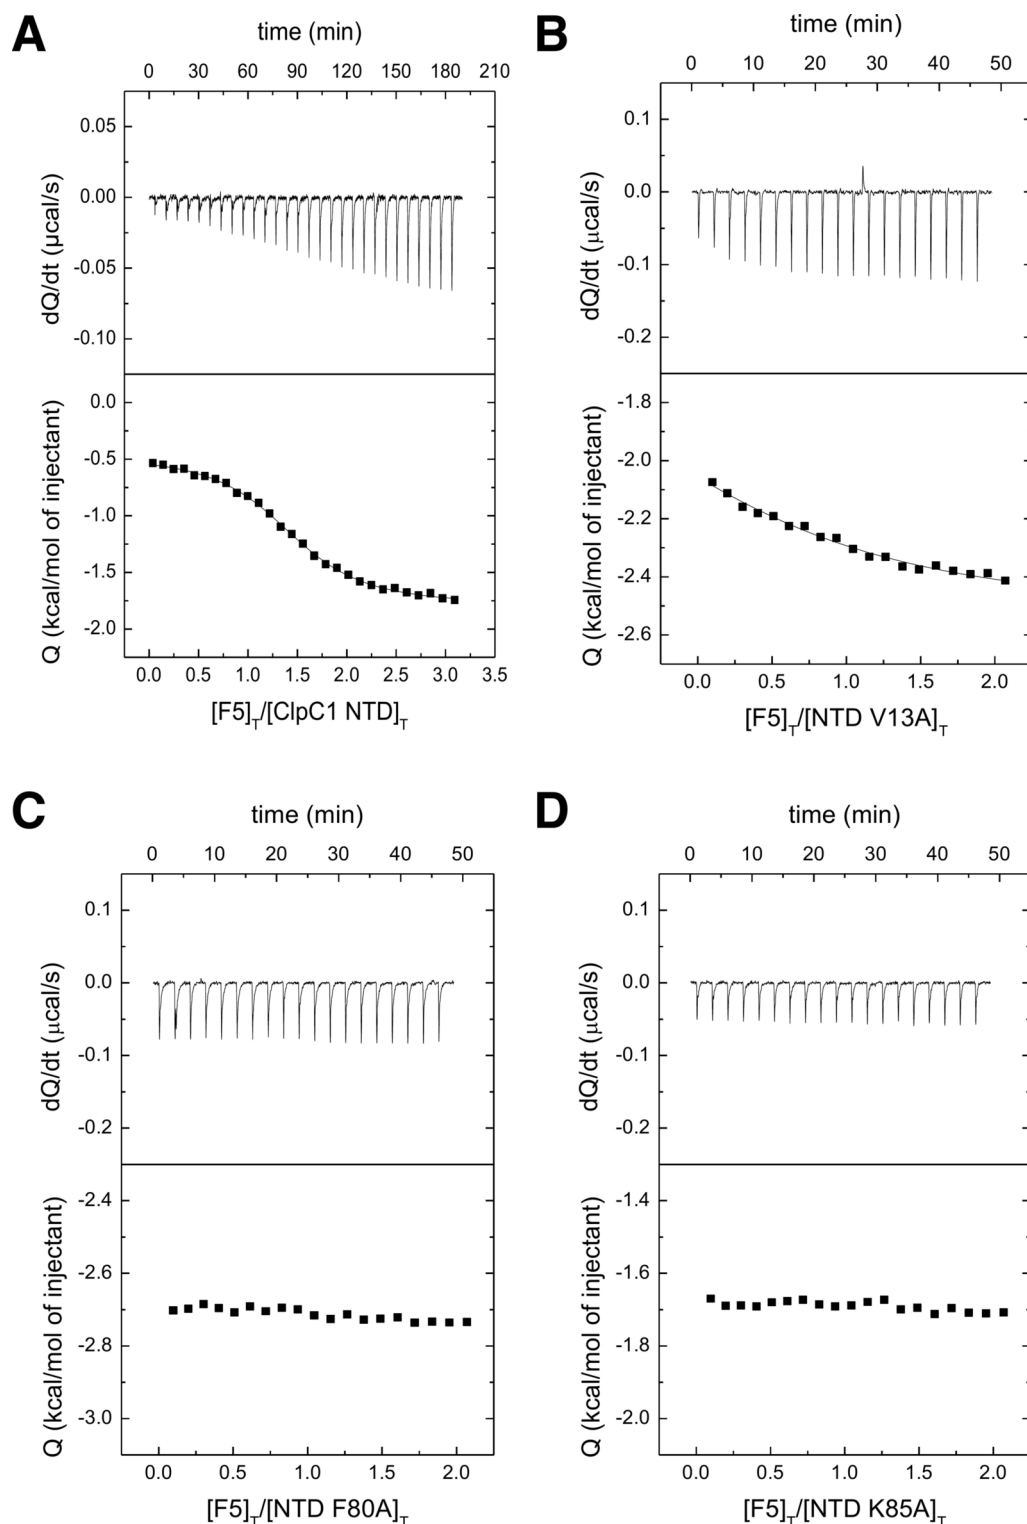 A
time (min)
0 30 60 90 120 150 180 210
0.05
0.00
-0.05
-0.10
dQ/dt (µcal/s)
0.0
-0.5
-1.0
-1.5
-2.0
Q (kcal/mol of injectant)
0.0 0.5 1.0 1.5 2.0 2.5 3.0 3.5
[F5]T/[ClpC1 NTD]T
B
time (min)
0 10 20 30 40 50
0.1
0.0
-0.1
-0.2
dQ/dt (µcal/s)
-1.8
-2.0
-2.2
-2.4
-2.6
Q (kcal/mol of injectant)
0.0 0.5 1.0 1.5 2.0
[F5]T/[NTD V13A]T
C
time (min)
0 10 20 30 40 50
0.1
0.0
-0.1
-0.2
dQ/dt (µcal/s)
-2.4
-2.6
-2.8
-3.0
Q (kcal/mol of injectant)
0.0 0.5 1.0 1.5 2.0
[F5]T/[NTD F80A]T
D
time (min)
0 10 20 30 40 50
0.1
0.0
-0.1
-0.2
dQ/dt (µcal/s)
-1.4
-1.6
-1.8
-2.0
Q (kcal/mol of injectant)
0.0 0.5 1.0 1.5 2.0
[F5]T/[NTD K85A]T